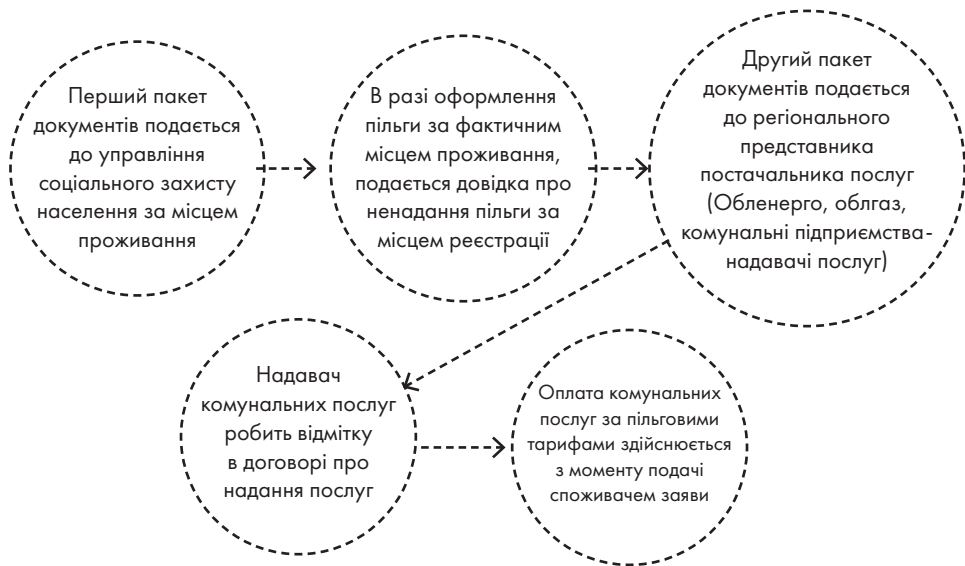 Перший пакет
документів подається
до управління
соціального захисту
населення за місцем
проживання
В разі оформлення
пільги за фактичним
місцем проживання,
подається довідка про
ненадання пільги за
місцем реєстрації
Другий пакет
документів подається
до регіонального
представника
постачальника послуг
(Обленерго, облгаз,
комунальні підприємства-
надавачі послуг)
Надавач
комунальних послуг
робить відмітку
в договорі про
надання послуг
Оплата комунальних
послуг за пільговими
тарифами здійснюється
з моменту подачі
споживачем заяви